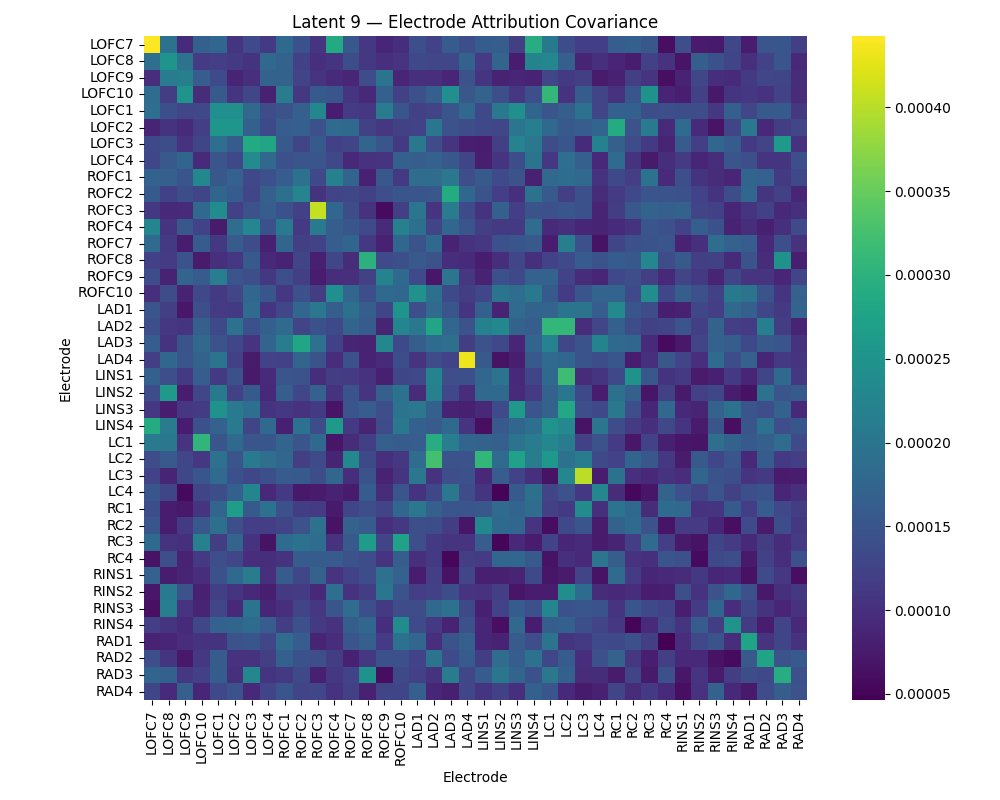 Latent 9 — Electrode Attribution Covariance
LOFC7
LOFC8
LOFC9
LOFC10
LOFC1
LOFC2
LOFC3
LOFC4
ROFC1
ROFC2
ROFC3
ROFC4
ROFC7
ROFC8
ROFC9
ROFC10
LAD1
LAD2
LAD3
LAD4
LINS1
LINS2
LINS3
LINS4
LC1
LC2
LC3
LC4
RC1
RC2
RC3
RC4
RINS1
RINS2
RINS3
RINS4
RAD1
RAD2
RAD3
RAD4
Electrode
LOFC7
LOFC8
LOFC9
LOFC10
LOFC1
LOFC2
LOFC3
LOFC4
ROFC1
ROFC2
ROFC3
ROFC4
ROFC7
ROFC8
ROFC9
ROFC10
LAD1
LAD2
LAD3
LAD4
LINS1
LINS2
LINS3
LINS4
LC1
LC2
LC3
LC4
RC1
RC2
RC3
RC4
RINS1
RINS2
RINS3
RINS4
RAD1
RAD2
RAD3
RAD4
Electrode
0.00040
0.00035
0.00030
0.00025
0.00020
0.00015
0.00010
0.00005